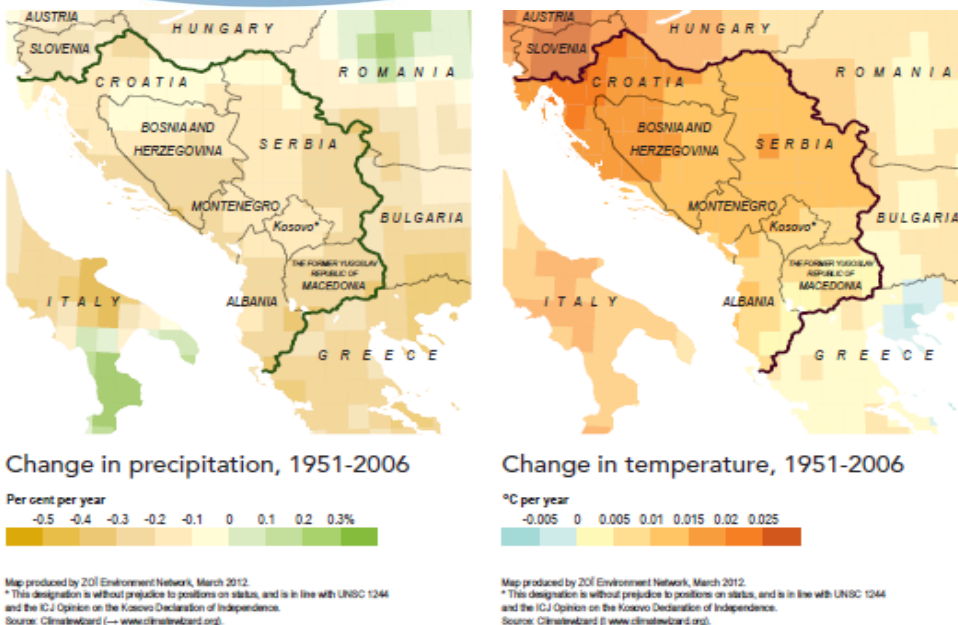 AUSTRIA
HUNGARY
SLOVENIA
CROATIA
ROMANIA
BOSNIA AND
HERZEGOVINA
SERBIA
MONTENEGRO
Kosovo*
BULGARIA
THE FORMER YUGOSLAV
REPUBLIC OF
MACEDONIA
ITALY
ALBANIA
GREECE
Change in precipitation, 1951-2006
Per cent per year
-0.5 -0.4 -0.3 -0.2 -0.1 0 0.1 0.2 0.3%
Map produced by ZOÏ Environment Network, March 2012.
* This designation is without prejudice to positions on status, and is in line with UNSC 1244
and the ICJ Opinion on the Kosovo Declaration of Independence.
Source: Climatewizard (→ www.climatewizard.org).
AUSTRIA
HUNGARY
SLOVENIA
CROATIA
ROMANIA
BOSNIA AND
HERZEGOVINA
SERBIA
MONTENEGRO
Kosovo*
BULGARIA
THE FORMER YUGOSLAV
REPUBLIC OF
MACEDONIA
ITALY
ALBANIA
GREECE
Change in temperature, 1951-2006
°C per year
-0.005 0 0.005 0.01 0.015 0.02 0.025
Map produced by ZOÏ Environment Network, March 2012.
* This designation is without prejudice to positions on status, and is in line with UNSC 1244
and the ICJ Opinion on the Kosovo Declaration of Independence.
Source: Climatewizard (| www.climatewizard.org).